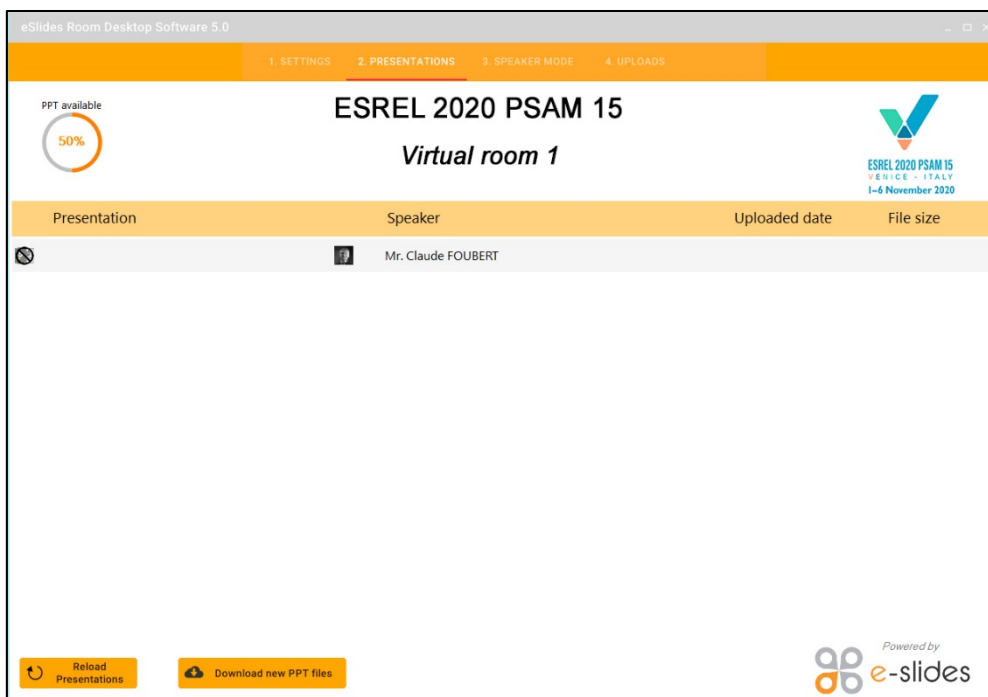 eSlides Room Desktop Software 5.0
1. SETTINGS 2. PRESENTATIONS 3. SPEAKER MODE 4. UPLOADS
PPT available
50%
ESREL 2020 PSAM 15
Virtual room 1
ESREL 2020 PSAM 15
VENICE - ITALY
1-6 November 2020
Presentation Speaker Uploaded date File size
Mr. Claude FOUBERT
Reload
Presentations
Download new PPT files
Powered by
e-slides